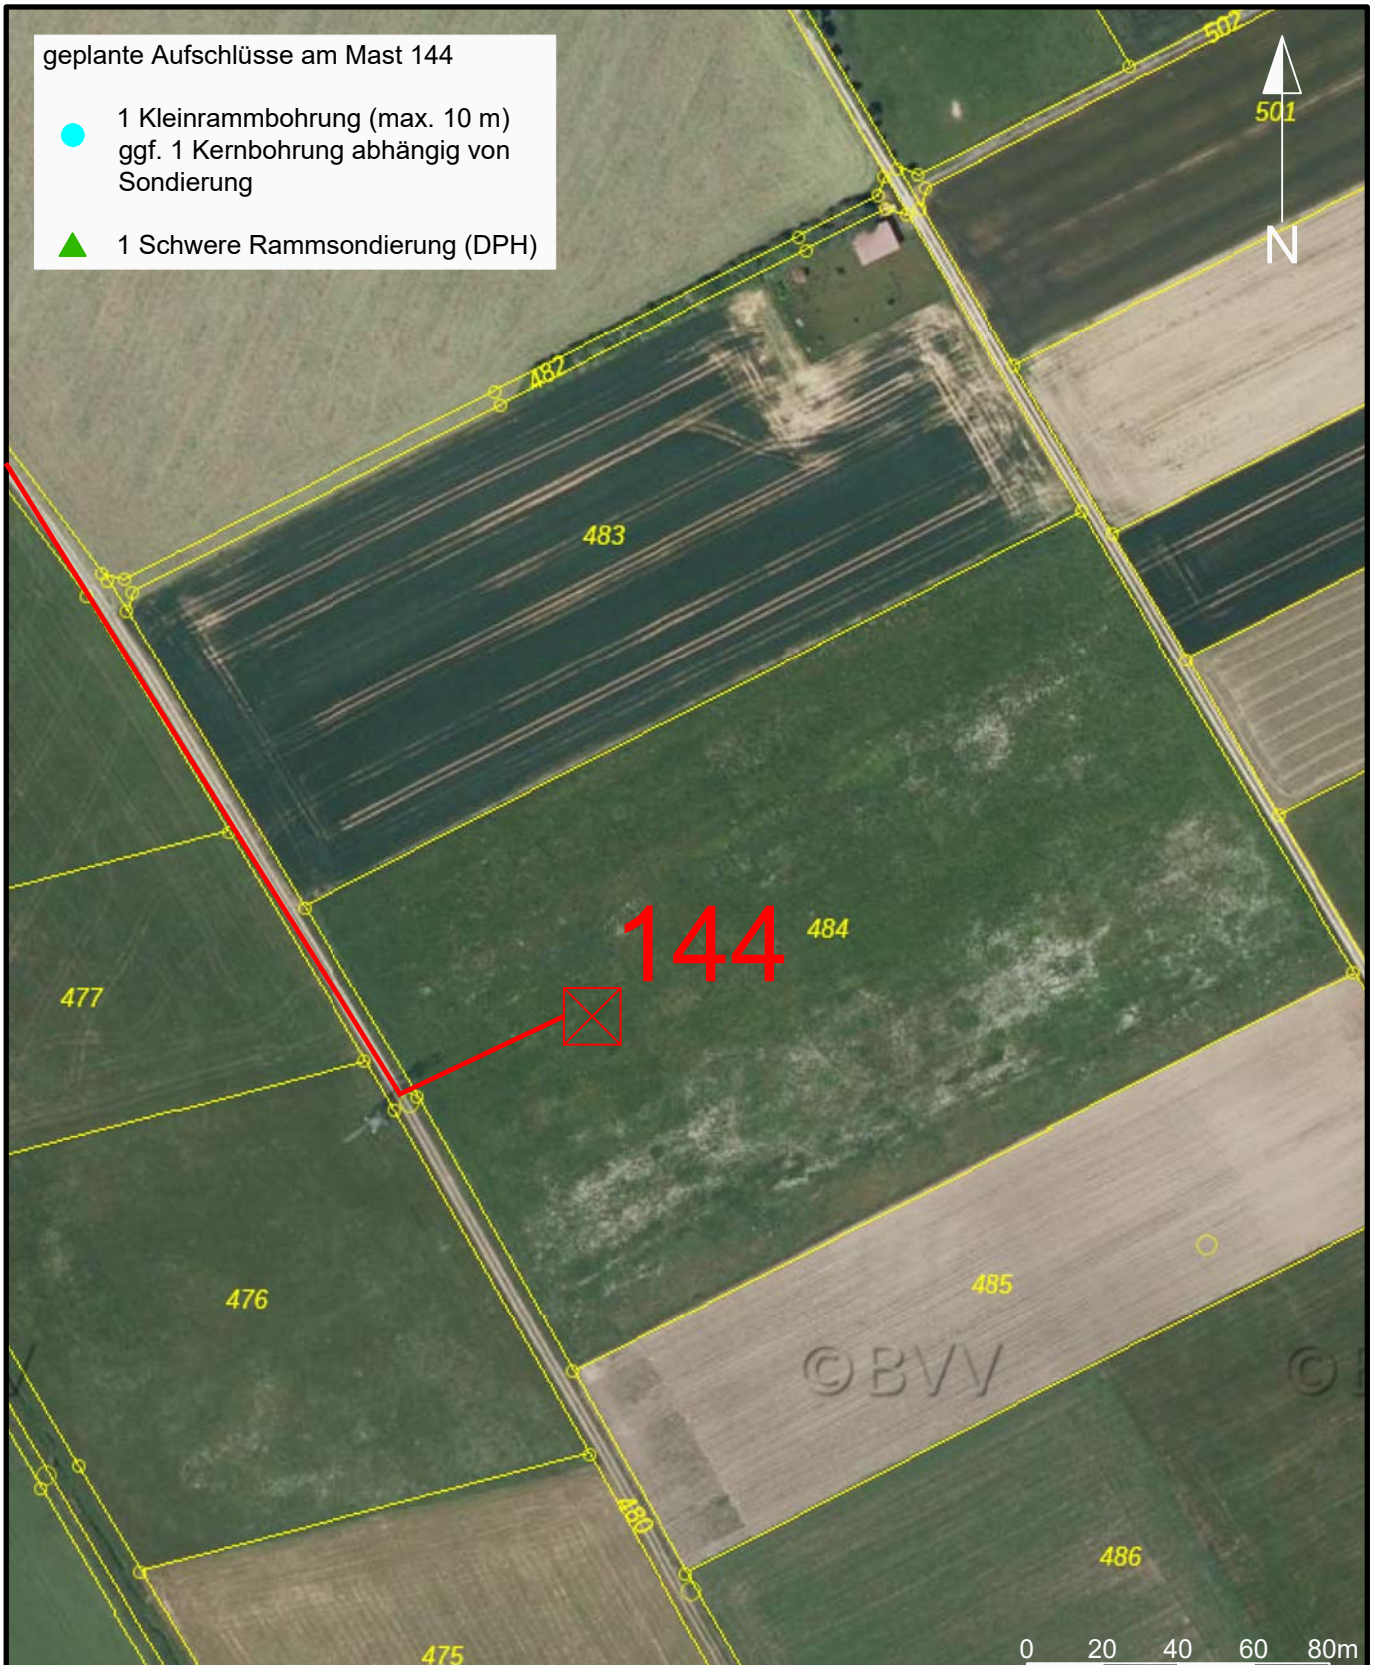 geplante Aufschlüsse am Mast 144
1 Kleinrammbohrung (max. 10 m)
ggf. 1 Kernbohrung abhängig von
Sondierung
1 Schwere Rammsondierung (DPH)
502
501
N
482
483
144
484
477
476
485
©BVV
©
480
486
475
0 20 40 60 80m